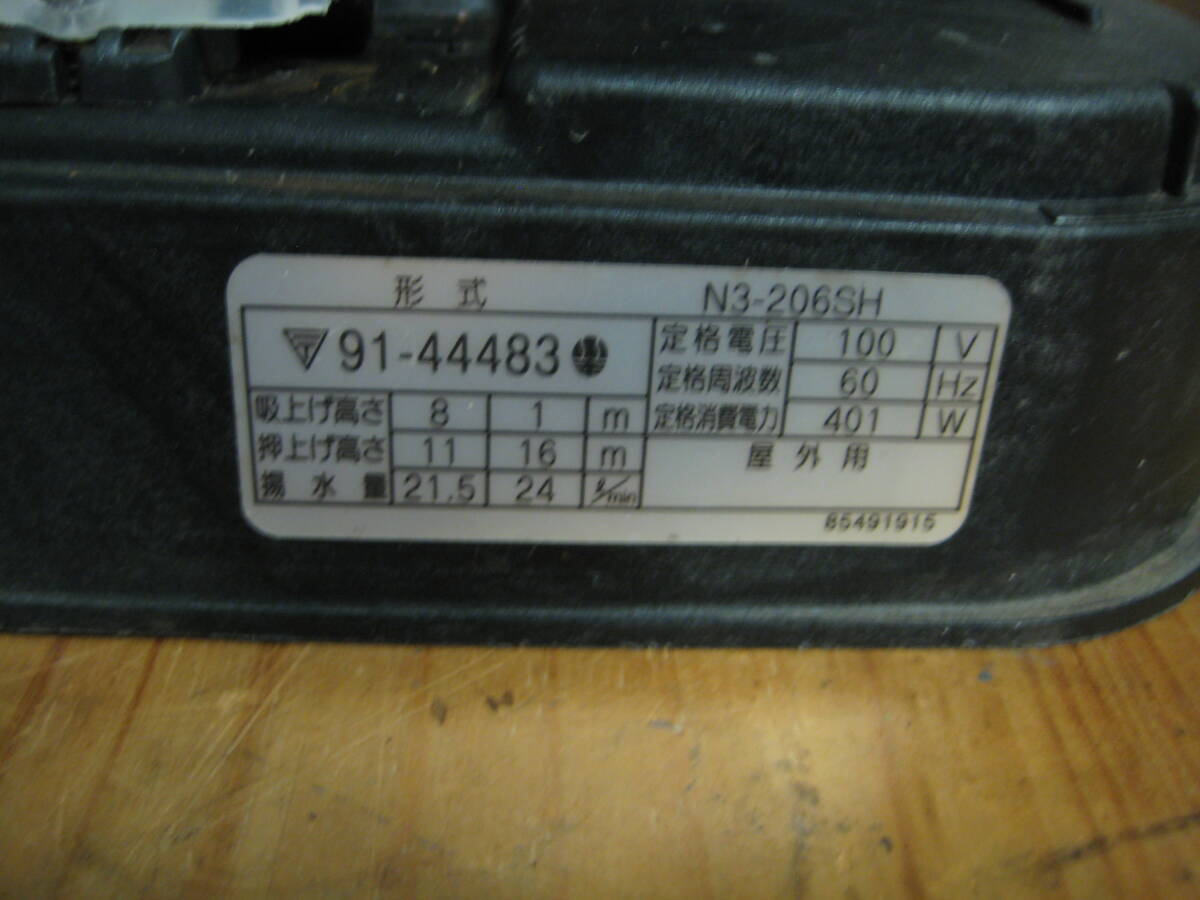 形式 N3-206SH
91-44483
定格電圧 100 V
定格周波数 60 Hz
定格消費電力 401 W
吸上げ高さ 8 1 m
押上げ高さ 11 16 m
揚水量 21.5 24 ℓ/min
屋外用
85491915